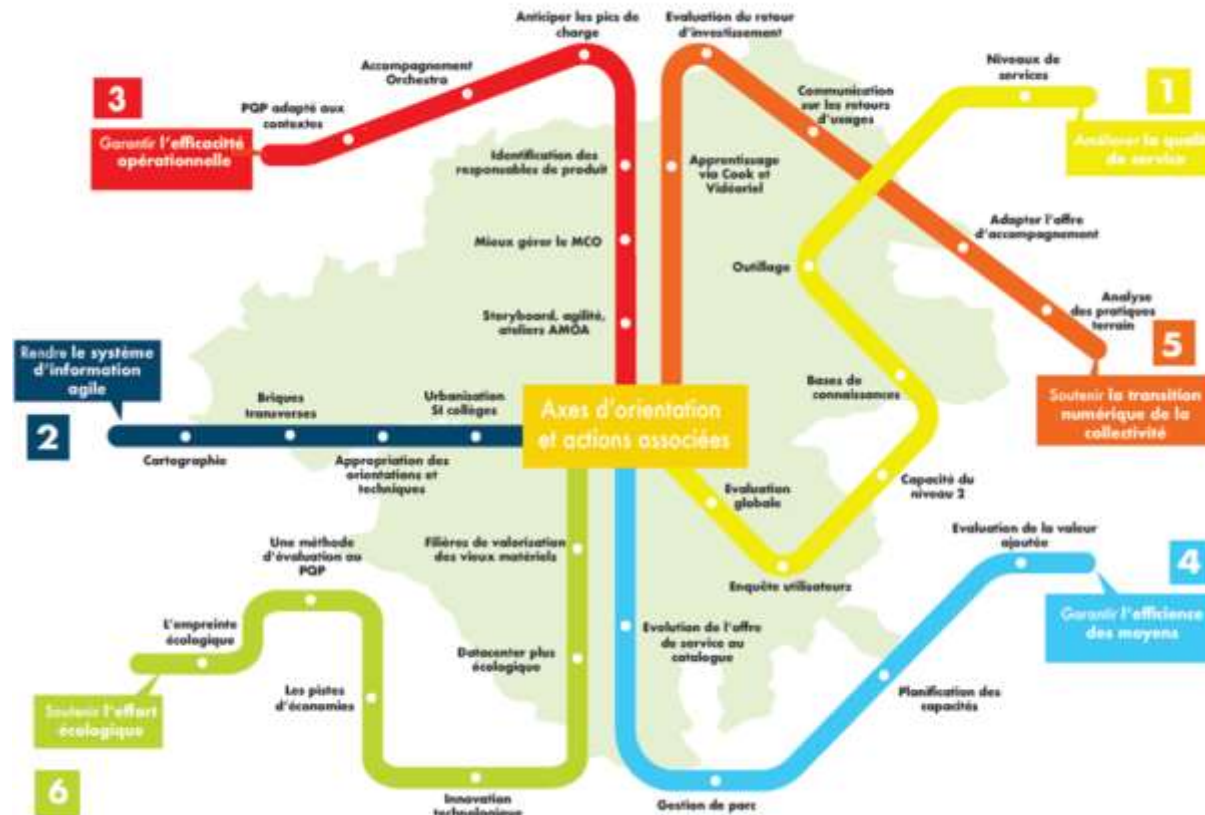 Anticiper les pics de
charge
Evaluation du retour
d'investissement
Niveaux de
services
1
Améliorer la qualité
de service
Accompagnement
Orchestra
3
PQP adapté aux
contextes
Garantir l'efficacité
opérationnelle
Communication
sur les retours
d'usages
Identification des
responsables de produit
Apprentissage
via Cook et
Vidéoriel
Mieux gérer le MCO
Outillage
Adapter l'offre
d'accompagnement
Storyboard, agilité,
ateliers AMOA
Analyse
des pratiques
terrain
5
Soutenir la transition
numérique de la
collectivité
Rendre le système
d'information
agile
2
Briques
transverses
Urbanisation
SI collèges
Axes d'orientation
et actions associées
Bases de
connaissances
Cartographie
Appropriation des
orientations et
techniques
Evaluation
globale
Capacité du
niveau 2
Une méthode
d'évaluation au
PQP
Filières de valorisation
des vieux matériels
Enquête utilisateurs
Evaluation de la valeur
ajoutée
4
Garantir l'efficience
des moyens
L'empreinte
écologique
Datacenter plus
écologique
Evolution de l'offre
de service au
catalogue
Les pistes
d'économies
Planification des
capacités
Soutenir l'effort
écologique
6
Innovation
technologique
Gestion de parc